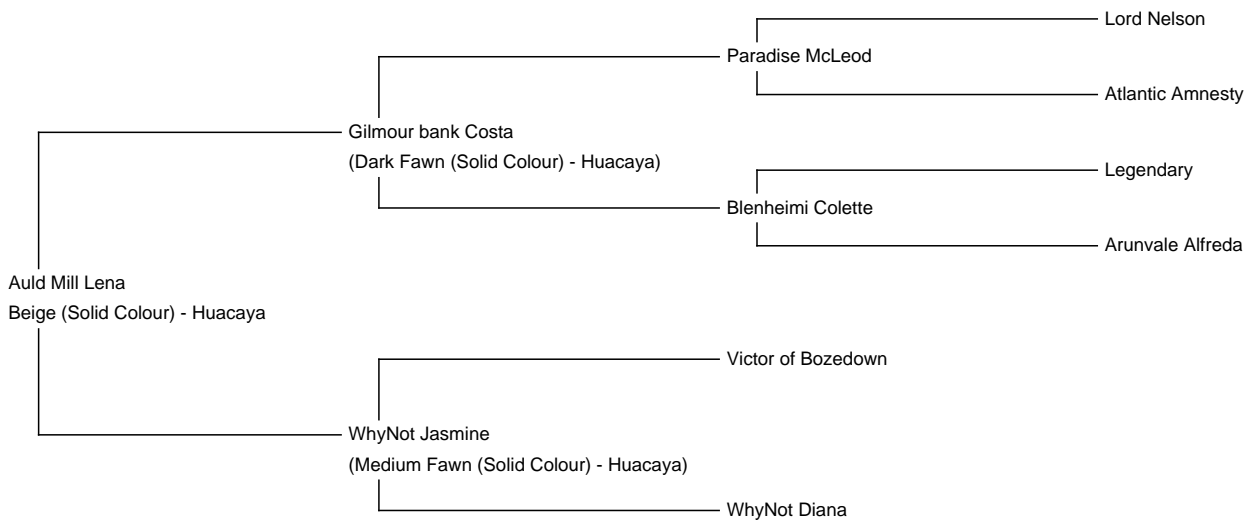 Lord Nelson
Paradise McLeod
Atlantic Amnesty
Gilmour bank Costa
(Dark Fawn (Solid Colour) - Huacaya)
Legendary
Blenheimi Colette
Arunvale Alfreda
Auld Mill Lena
Beige (Solid Colour) - Huacaya
Victor of Bozedown
WhyNot Jasmine
(Medium Fawn (Solid Colour) - Huacaya)
WhyNot Diana